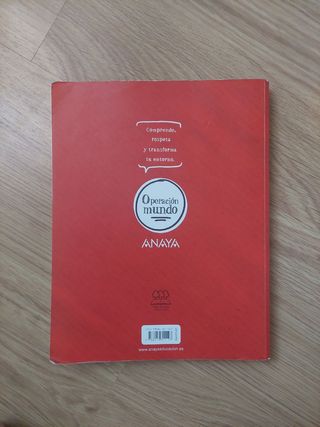 Comprende,
respeta
y transforma
tu entorno.
Operación
mundo
ANAYA
www.anayaeducacion.es